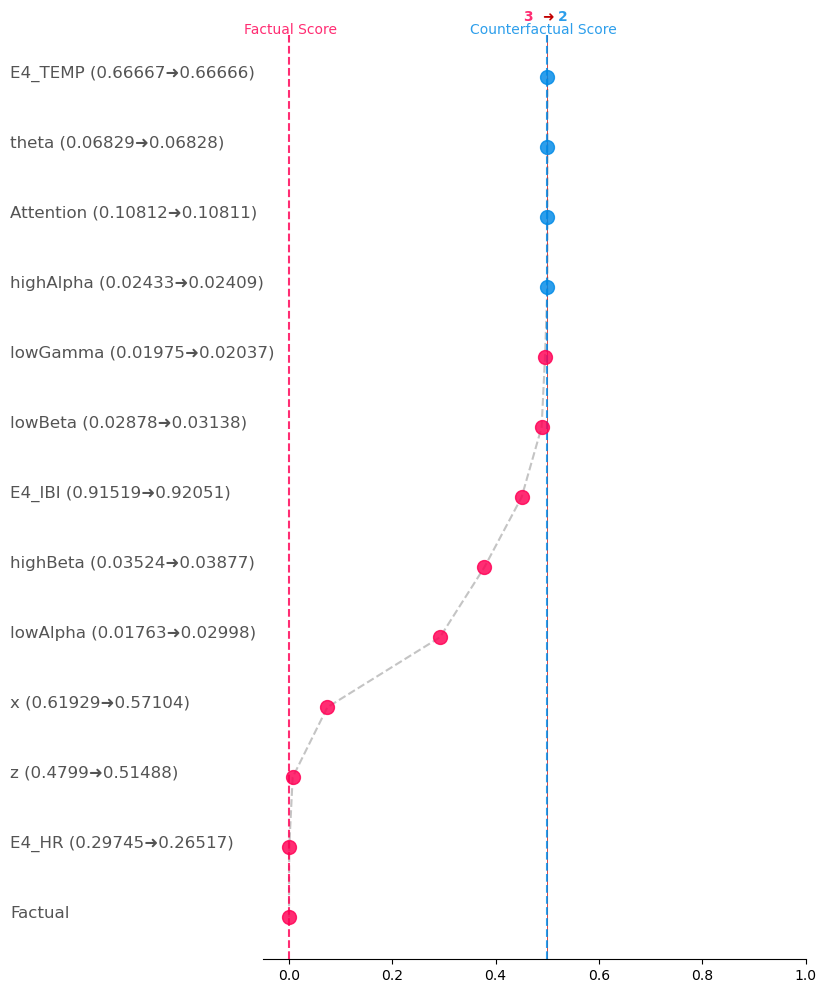 3 ➜ 2
Factual Score Counterfactual Score
E4_TEMP (0.66667➜0.66666)
theta (0.06829➜0.06828)
Attention (0.10812➜0.10811)
highAlpha (0.02433➜0.02409)
lowGamma (0.01975➜0.02037)
lowBeta (0.02878➜0.03138)
E4_IBI (0.91519➜0.92051)
highBeta (0.03524➜0.03877)
lowAlpha (0.01763➜0.02998)
x (0.61929➜0.57104)
z (0.4799➜0.51488)
E4_HR (0.29745➜0.26517)
Factual
0.0 0.2 0.4 0.6 0.8 1.0